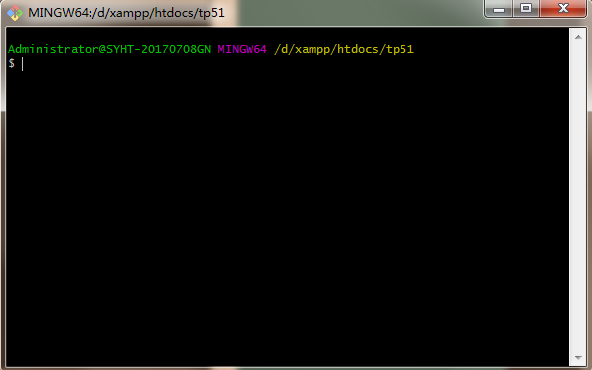 MINGW64:/d/xampp/htdocs/tp51
Administrator@SYHT-20170708GN MINGW64 /d/xampp/htdocs/tp51
$